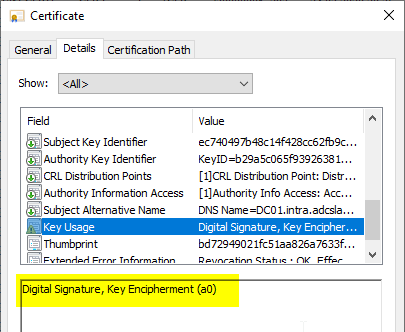 Certificate
General Details Certification Path
Show: <All>
Field Value
Subject Key Identifier ec740497b48c14f428cc62fb9c...
Authority Key Identifier KeyID=b29a5c065f93926381...
CRL Distribution Points [1]CRL Distribution Point: Distr...
Authority Information Access [1]Authority Info Access: Acc...
Subject Alternative Name DNS Name=DC01.intra.adcsla...
Key Usage Digital Signature, Key Encipher...
Thumbprint bd72949021fc51aa826a7633f...
Extended Error Information Revocation Status : OK. Effec...
Digital Signature, Key Encipherment (a0)